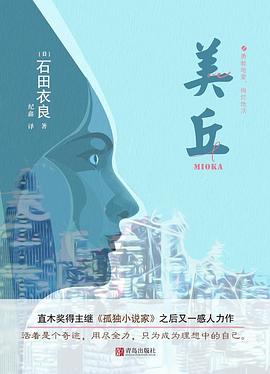 美丘
MIOKA
勇敢地爱，绚烂地活
[日]
石田衣良 著
纪鑫 译
直木奖得主继《孤独小说家》之后又一感人力作
活着是个奇迹，用尽全力，只为成为理想中的自己。
青岛出版社